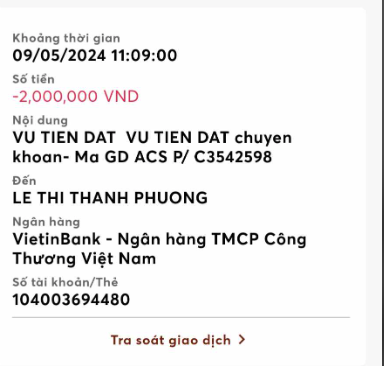 Khoảng thời gian
09/05/2024 11:09:00
Số tiền
-2,000,000 VND
Nội dung
VU TIEN DAT  VU TIEN DAT chuyen
khoan- Ma GD ACS P/ C3542598
Đến
LE THI THANH PHUONG
Ngân hàng
VietinBank - Ngân hàng TMCP Công
Thương Việt Nam
Số tài khoản/Thẻ
104003694480
Tra soát giao dịch >